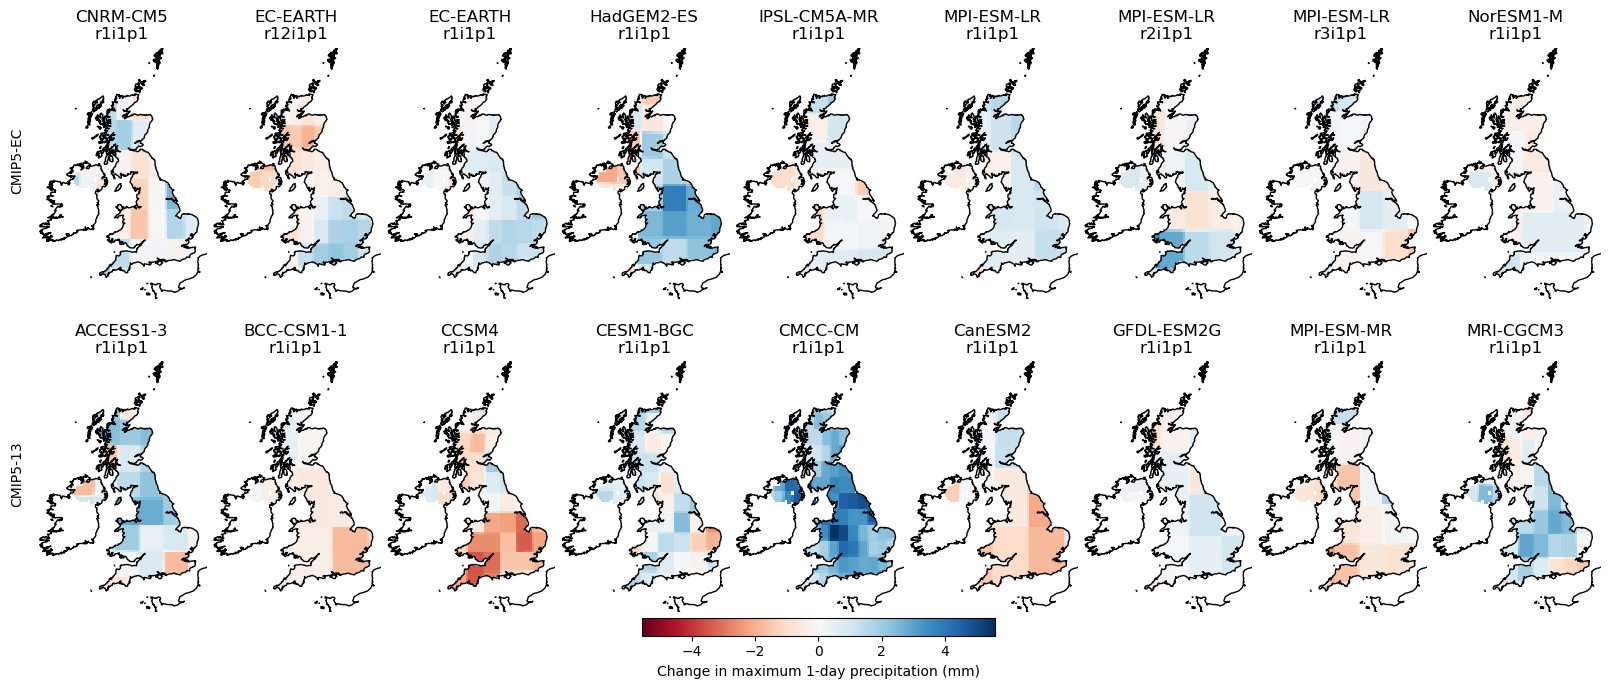 CNRM-CM5
r1i1p1
EC-EARTH
r12i1p1
EC-EARTH
r1i1p1
HadGEM2-ES
r1i1p1
IPSL-CM5A-MR
r1i1p1
MPI-ESM-LR
r1i1p1
MPI-ESM-LR
r2i1p1
MPI-ESM-LR
r3i1p1
NorESM1-M
r1i1p1
CMIP5-EC
ACCESS1-3
r1i1p1
BCC-CSM1-1
r1i1p1
CCSM4
r1i1p1
CESM1-BGC
r1i1p1
CMCC-CM
r1i1p1
CanESM2
r1i1p1
GFDL-ESM2G
r1i1p1
MPI-ESM-MR
r1i1p1
MRI-CGCM3
r1i1p1
CMIP5-13
−4 −2 0 2 4
Change in maximum 1-day precipitation (mm)